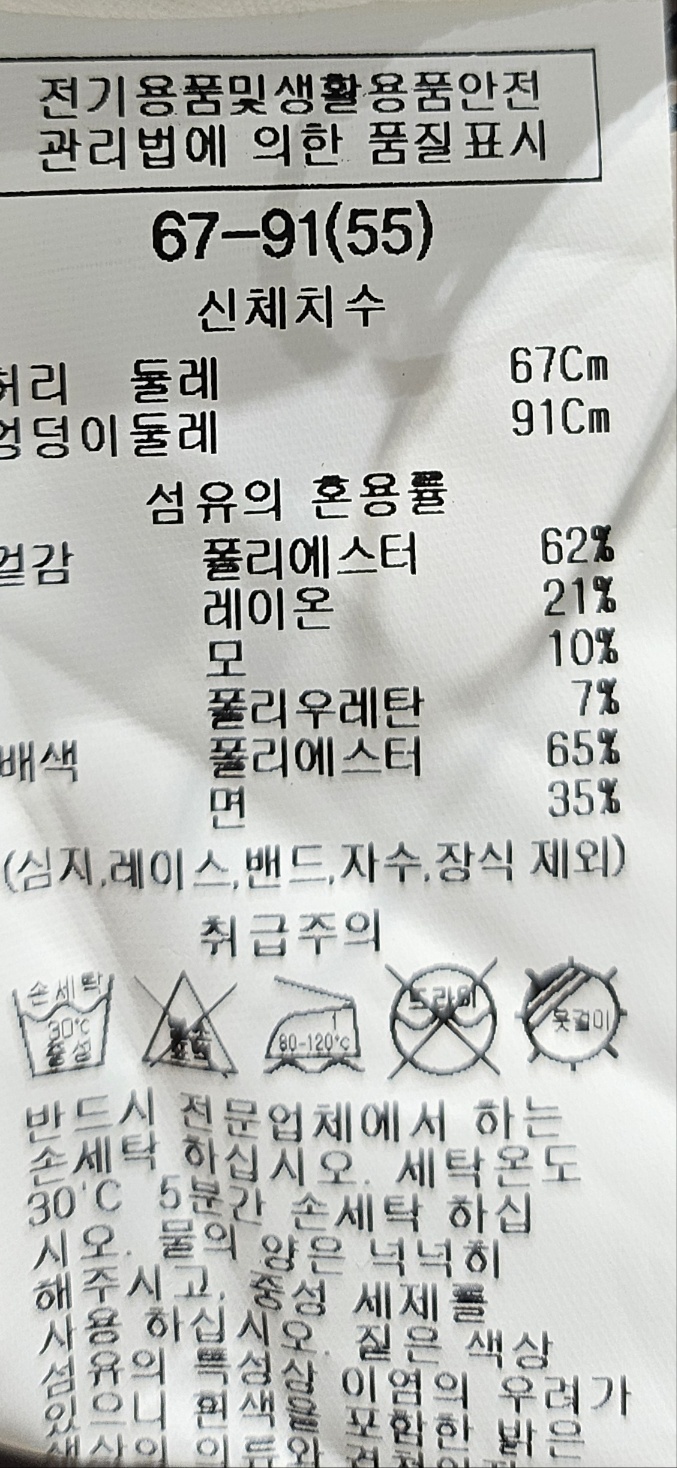 전기용품및생활용품안전
관리법에 의한 품질표시
67-91(55)
신체치수
허리 둘레 67Cm
엉덩이둘레 91Cm
섬유의 혼용률
겉감 폴리에스터 62%
레이온 21%
모 10%
폴리우레탄 7%
배색 폴리에스터 65%
면 35%
(심지,레이스,밴드,자수,장식 제외)
취급주의
손세탁 30°C 중성
80-120°C
드라이
옷걸이
반드시 전문업체에서 하는
손세탁 하십시오. 세탁온도
30°C 5분간 손세탁 하십
시오. 물의 양은 넉넉히
해주시고, 중성 세제를
사용 하십시오. 짙은 색상
섬유의 특성상 이염의 우려가
있으니 흰색을 포함한 밝은
색상의